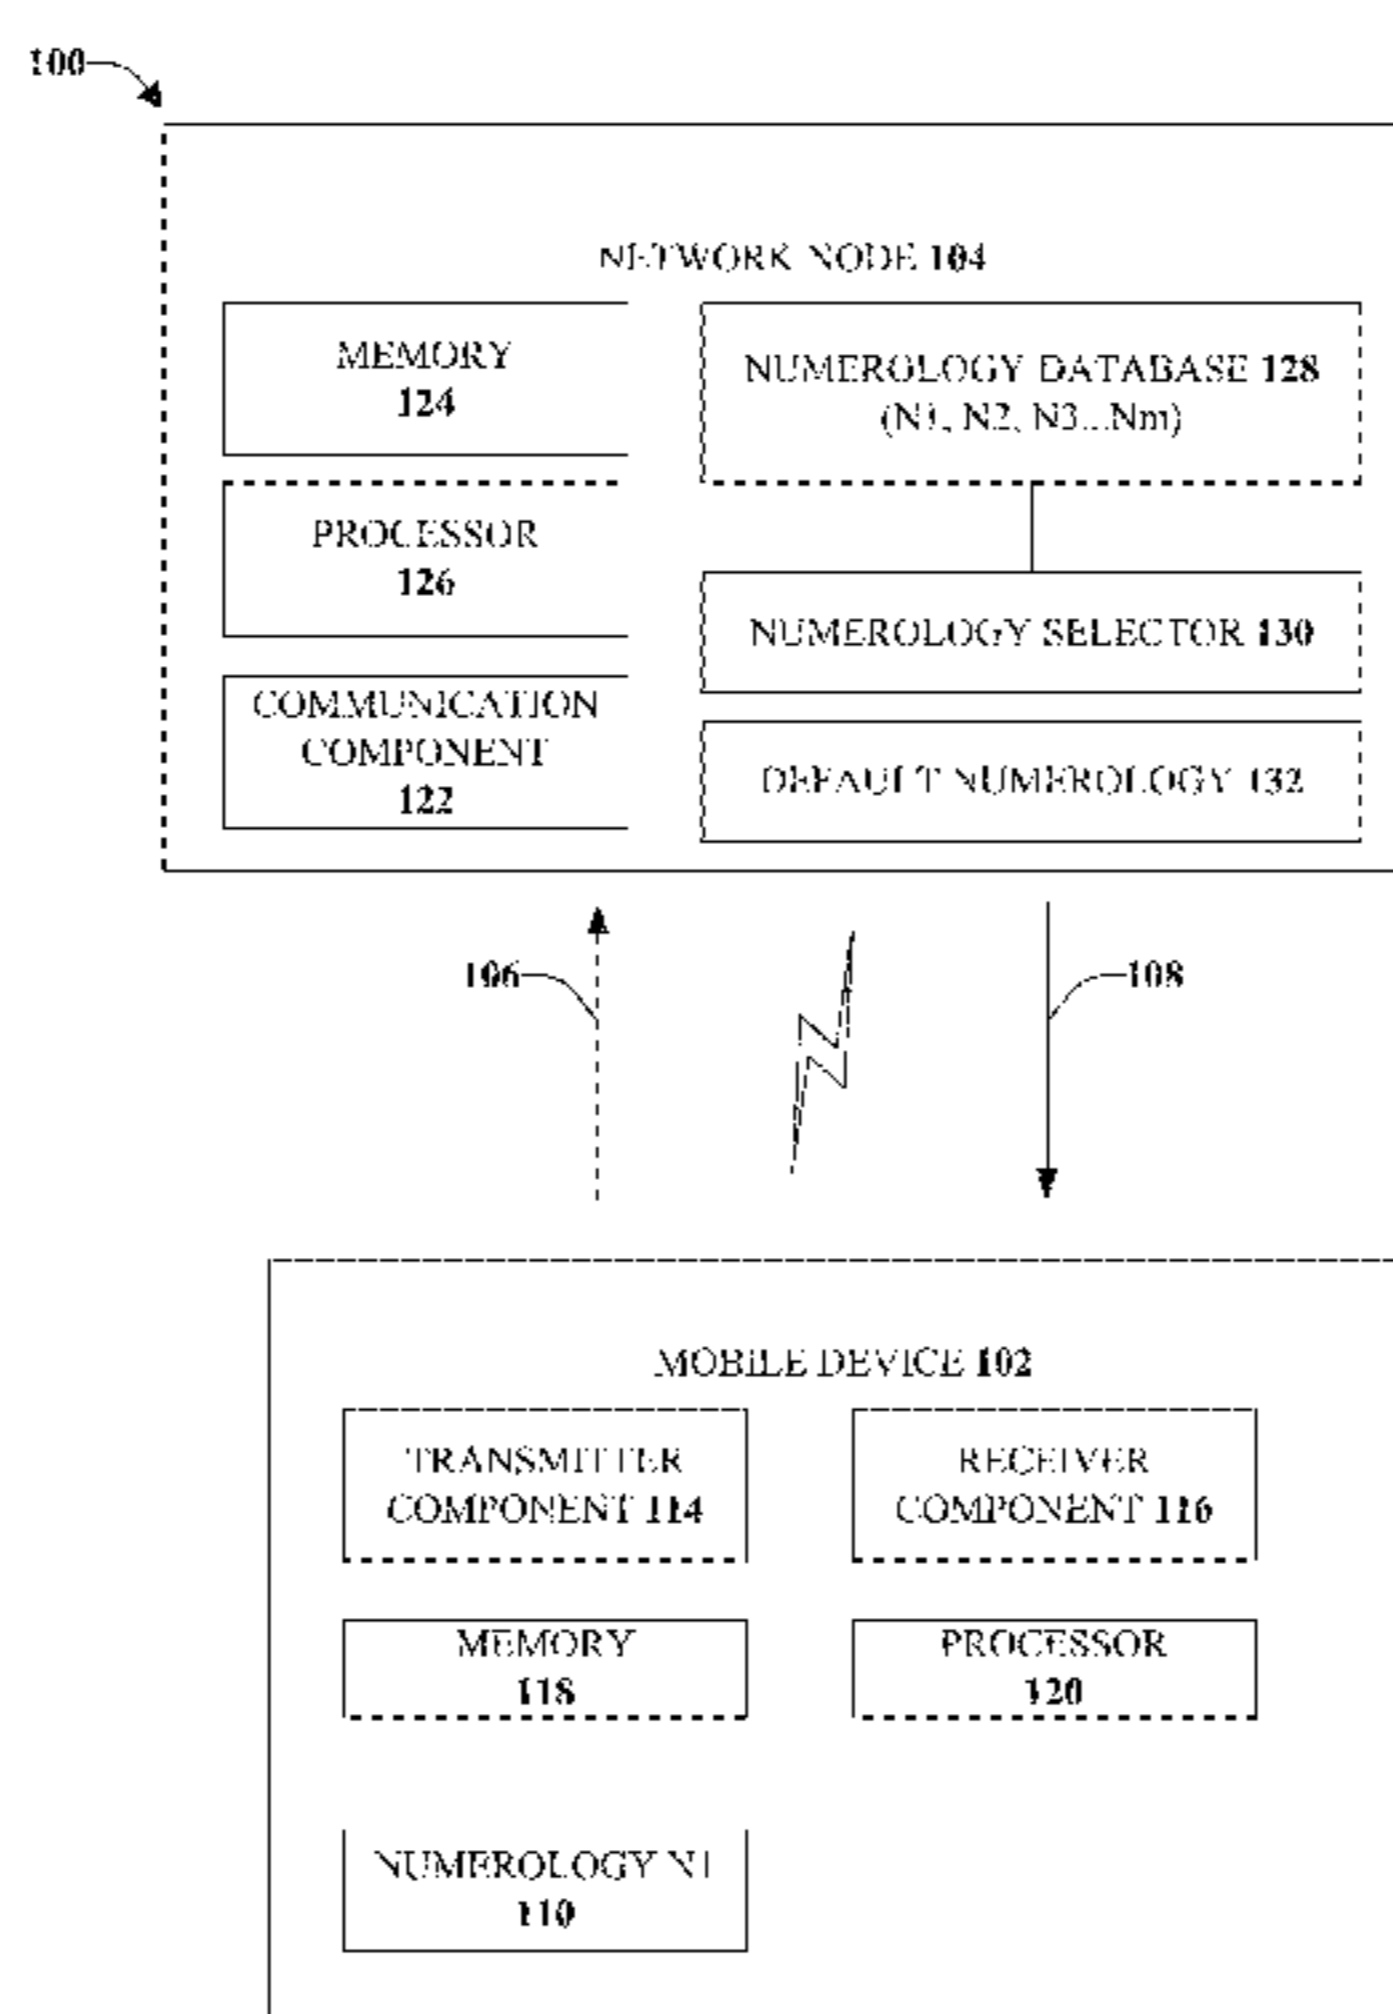 100
NETWORK NODE 104
MEMORY
124
NUMEROLOGY DATABASE 128
(N1, N2, N3...Nm)
PROCESSOR
126
NUMEROLOGY SELECTOR 130
COMMUNICATION
COMPONENT
122
DEFAULT NUMEROLOGY 132
106
108
MOBILE DEVICE 102
TRANSMITTER
COMPONENT 114
RECEIVER
COMPONENT 116
MEMORY
118
PROCESSOR
120
NUMEROLOGY N1
110